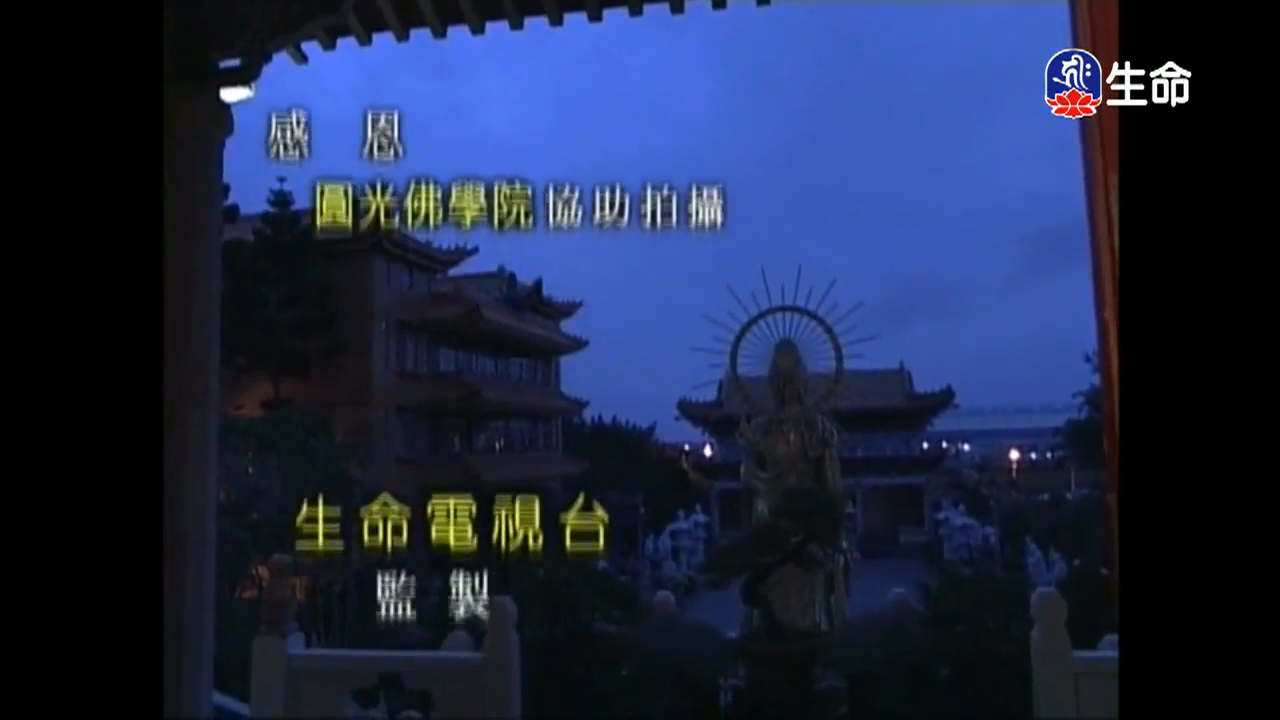 生命
感恩
圓光佛學院協助拍攝
生命電視台
監製